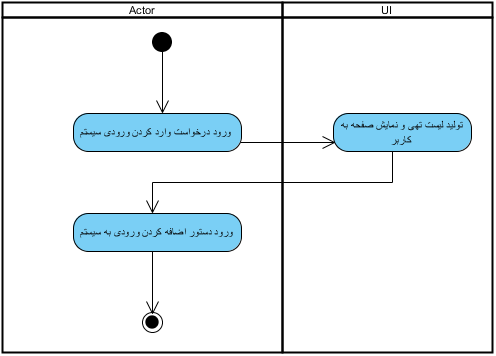 Actor
UI
ورود درخواست وارد کردن ورودی سیستم
تولید لیست تهی و نمایش صفحه به
کاربر
ورود دستور اضافه کردن ورودی به سیستم